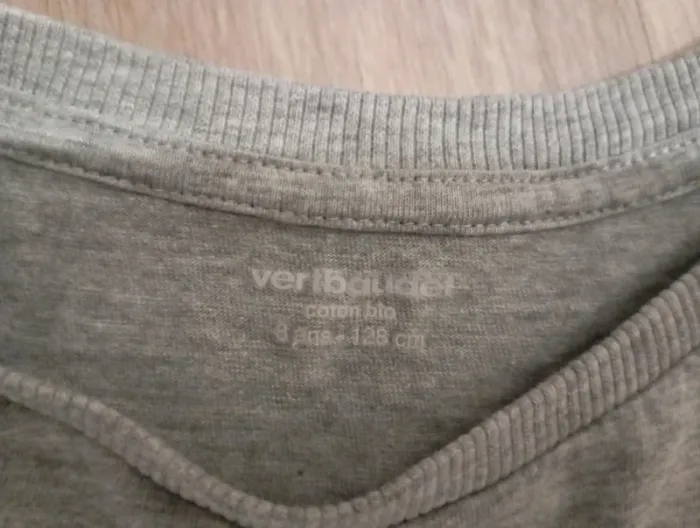 vertbaudet
coton bio
8 ans - 128 cm